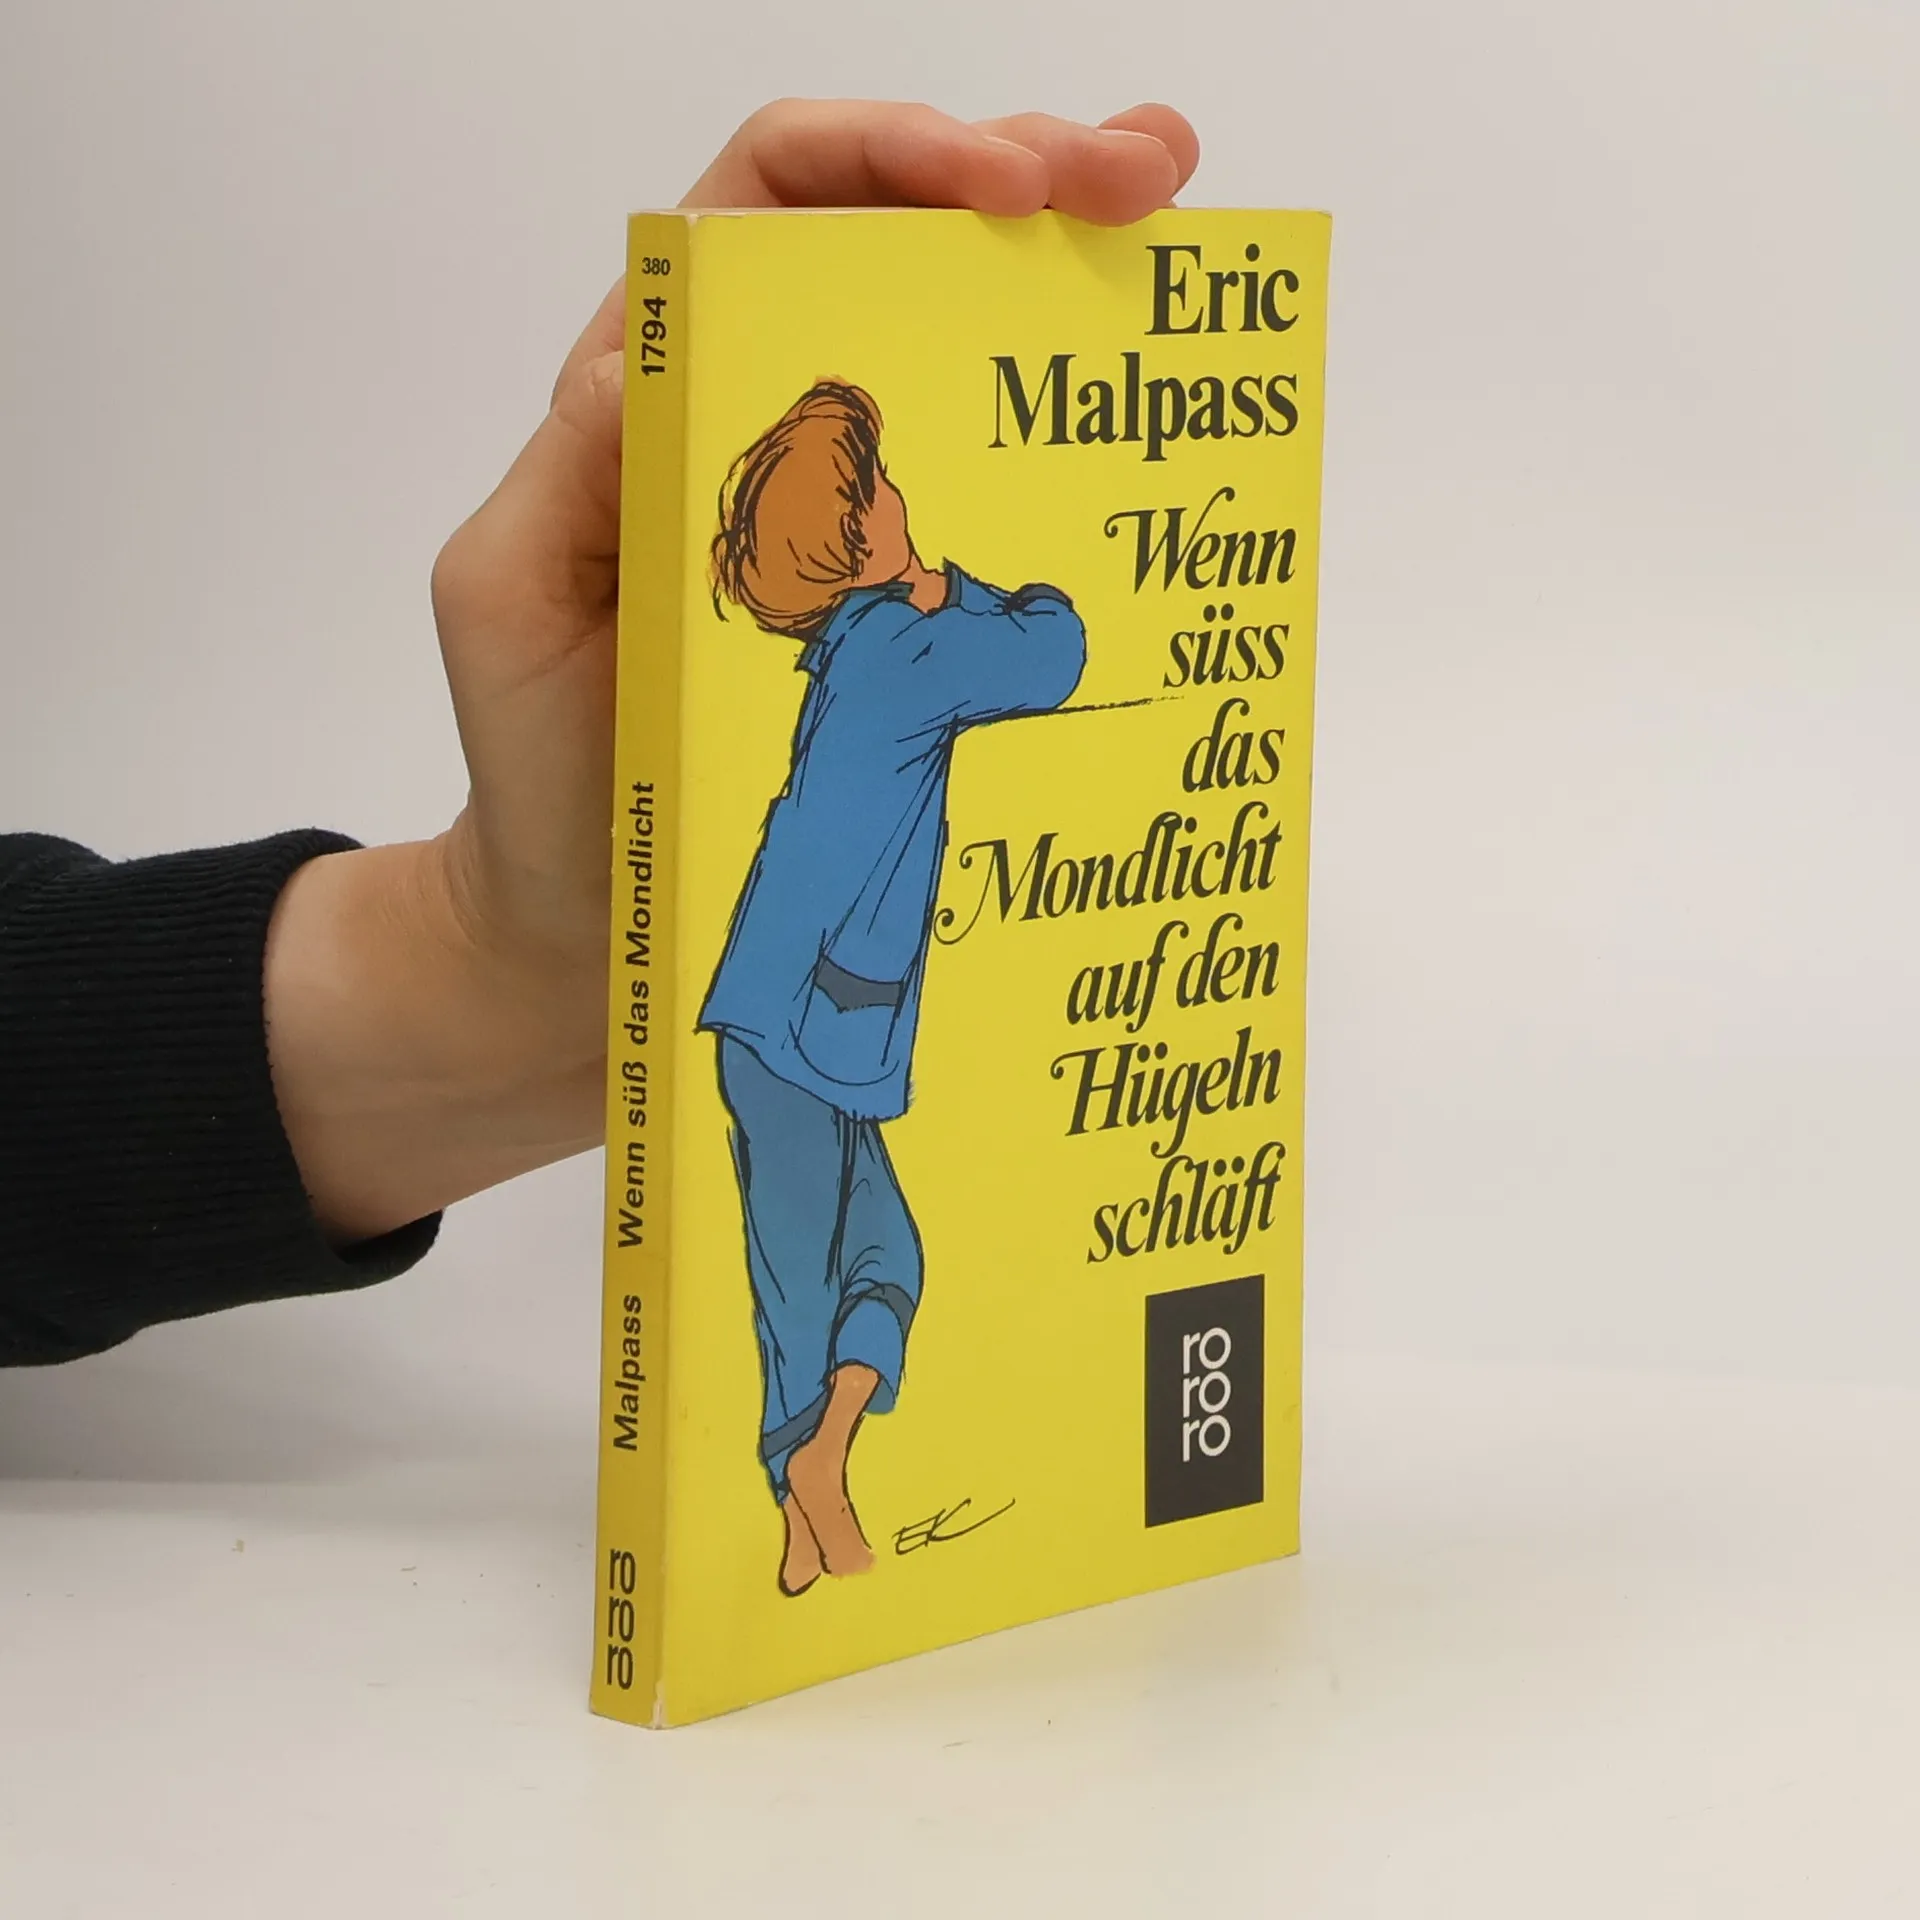 Eric
Malpass
Wenn
süss
das
Mondlicht
auf den
Hügeln
schläft
ro
ro
ro
EK
380
1794
Malpass Wenn süß das Mondlicht
ro
ro
ro